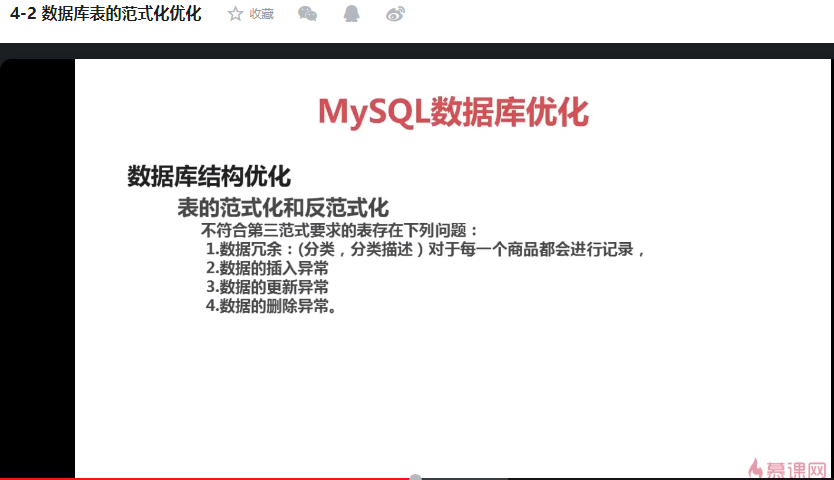 4-2 数据库表的范式化优化 收藏
MySQL数据库优化
数据库结构优化
表的范式化和反范式化
不符合第三范式要求的表存在下列问题：
1.数据冗余：(分类，分类描述）对于每一个商品都会进行记录，
2.数据的插入异常
3.数据的更新异常
4.数据的删除异常。
慕课网